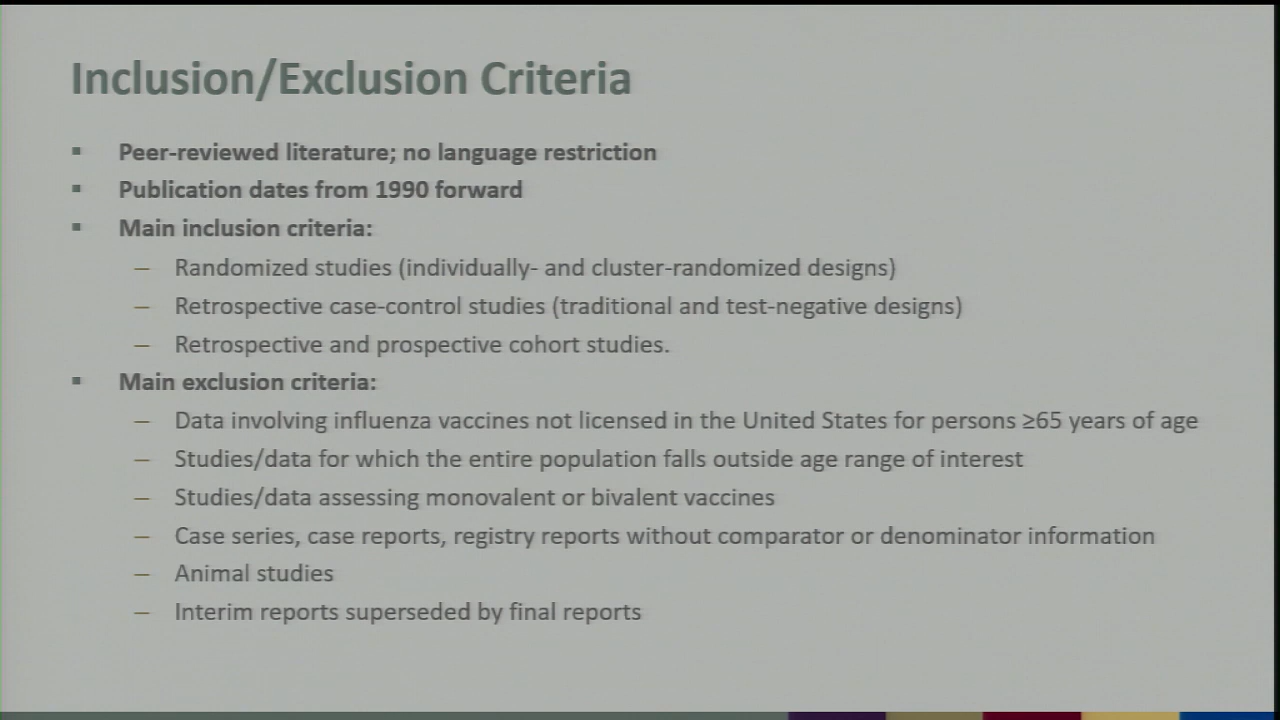 Inclusion/Exclusion Criteria
▪ Peer-reviewed literature; no language restriction
▪ Publication dates from 1990 forward
▪ Main inclusion criteria:
– Randomized studies (individually- and cluster-randomized designs)
– Retrospective case-control studies (traditional and test-negative designs)
– Retrospective and prospective cohort studies.
▪ Main exclusion criteria:
– Data involving influenza vaccines not licensed in the United States for persons ≥65 years of age
– Studies/data for which the entire population falls outside age range of interest
– Studies/data assessing monovalent or bivalent vaccines
– Case series, case reports, registry reports without comparator or denominator information
– Animal studies
– Interim reports superseded by final reports